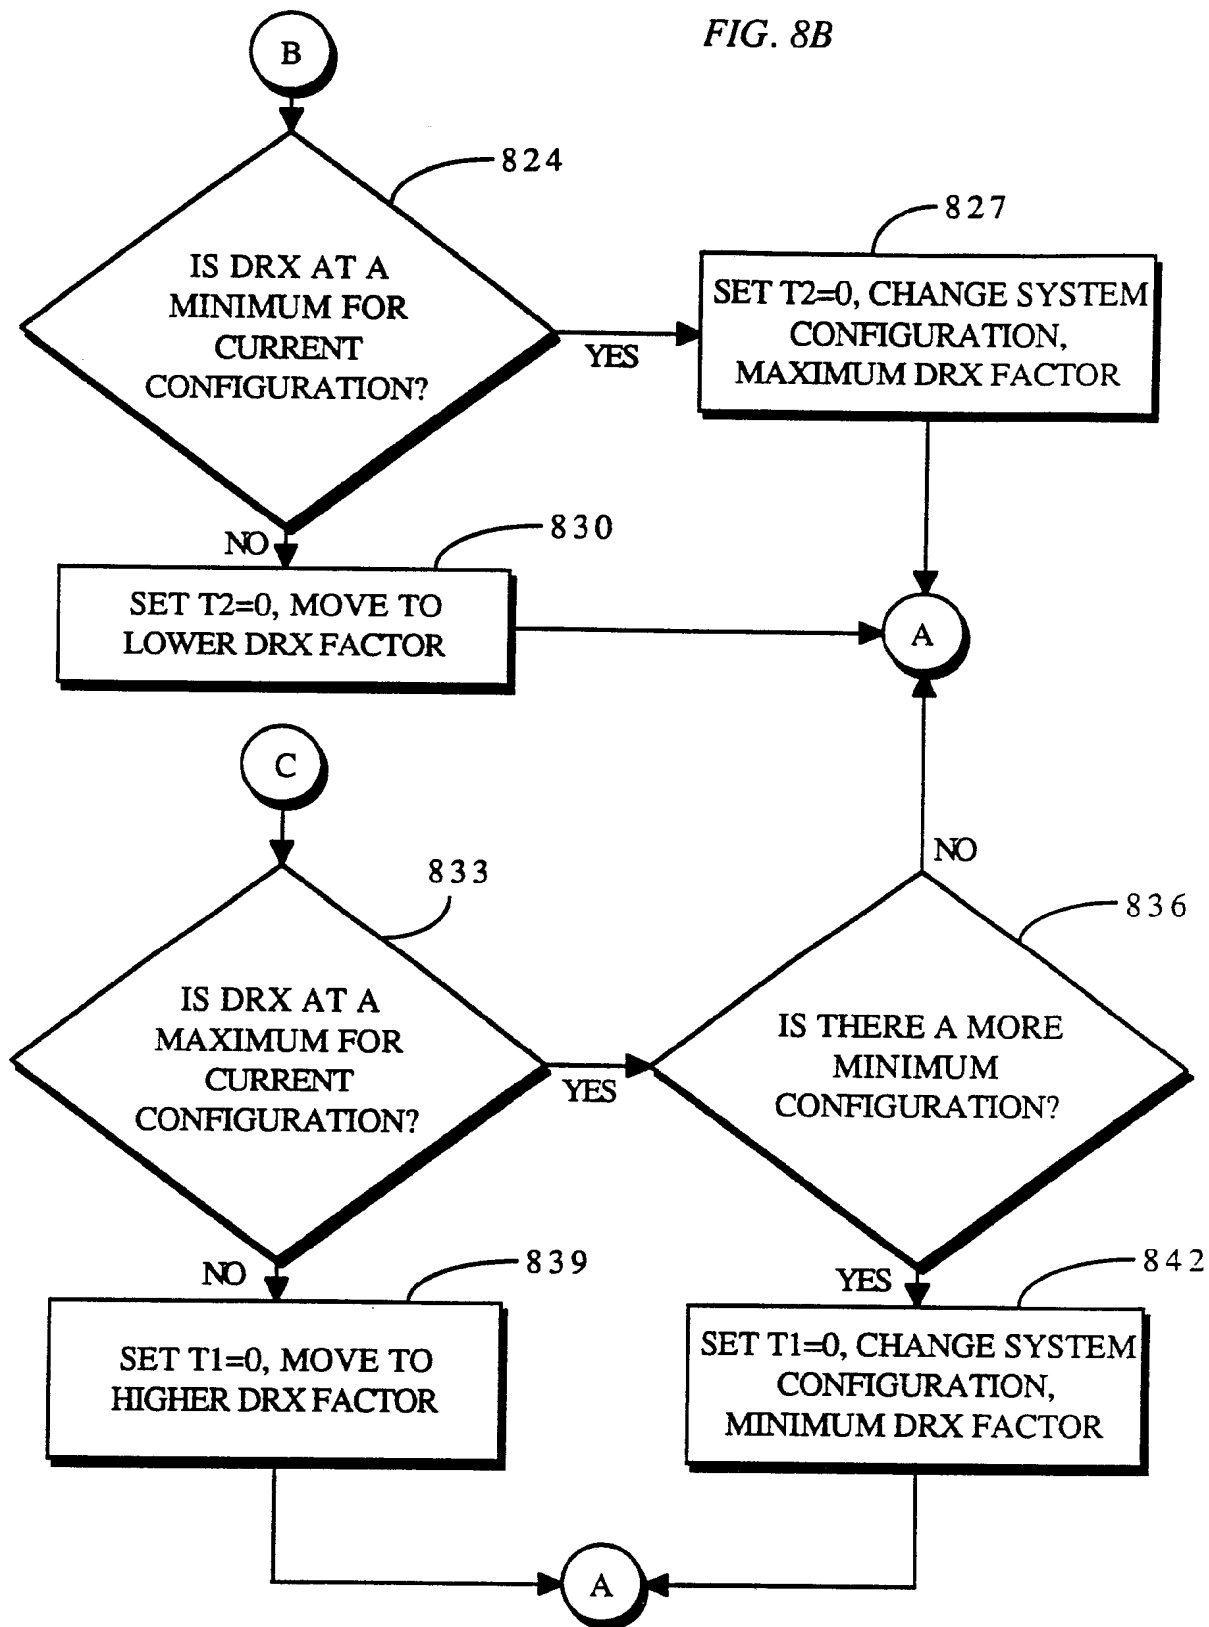 FIG. 8B
B
824
IS DRX AT A
MINIMUM FOR
CURRENT
CONFIGURATION?
YES
827
SET T2=0, CHANGE SYSTEM
CONFIGURATION,
MAXIMUM DRX FACTOR
NO
830
SET T2=0, MOVE TO
LOWER DRX FACTOR
A
C
833
IS DRX AT A
MAXIMUM FOR
CURRENT
CONFIGURATION?
YES
NO
836
IS THERE A MORE
MINIMUM
CONFIGURATION?
NO
839
SET T1=0, MOVE TO
HIGHER DRX FACTOR
YES
842
SET T1=0, CHANGE SYSTEM
CONFIGURATION,
MINIMUM DRX FACTOR
A